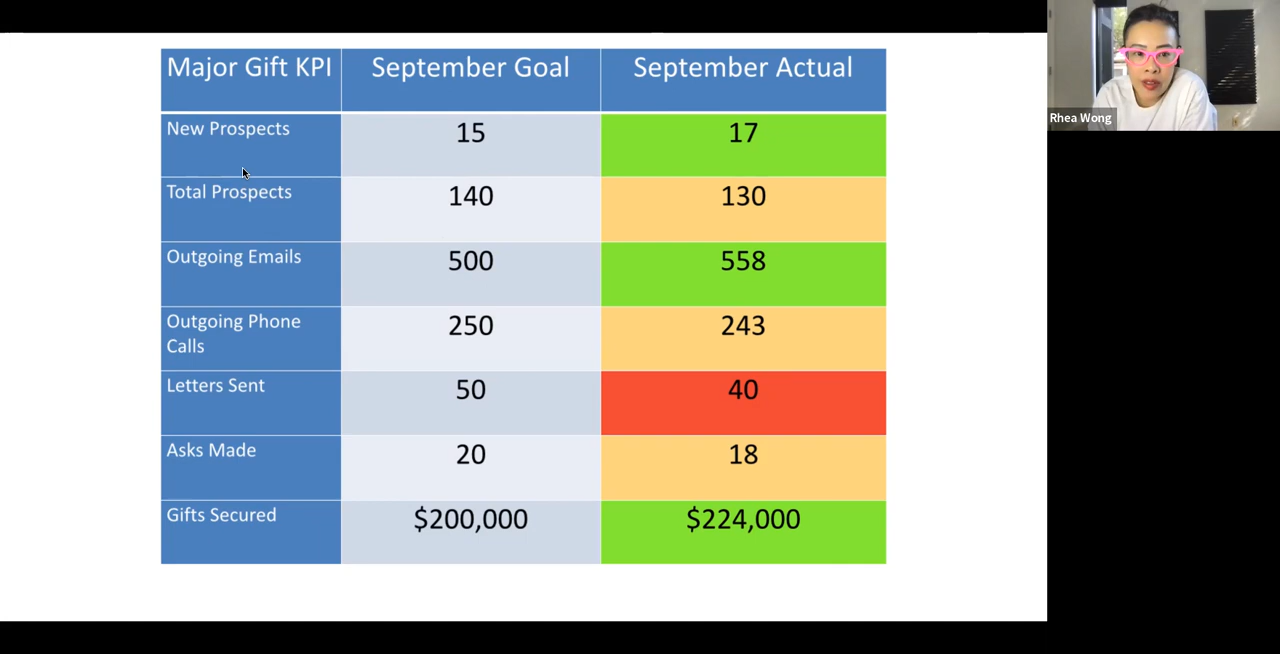 Major Gift KPI September Goal September Actual
New Prospects 15 17
Total Prospects 140 130
Outgoing Emails 500 558
Outgoing Phone
Calls 250 243
Letters Sent 50 40
Asks Made 20 18
Gifts Secured $200,000 $224,000
Rhea Wong